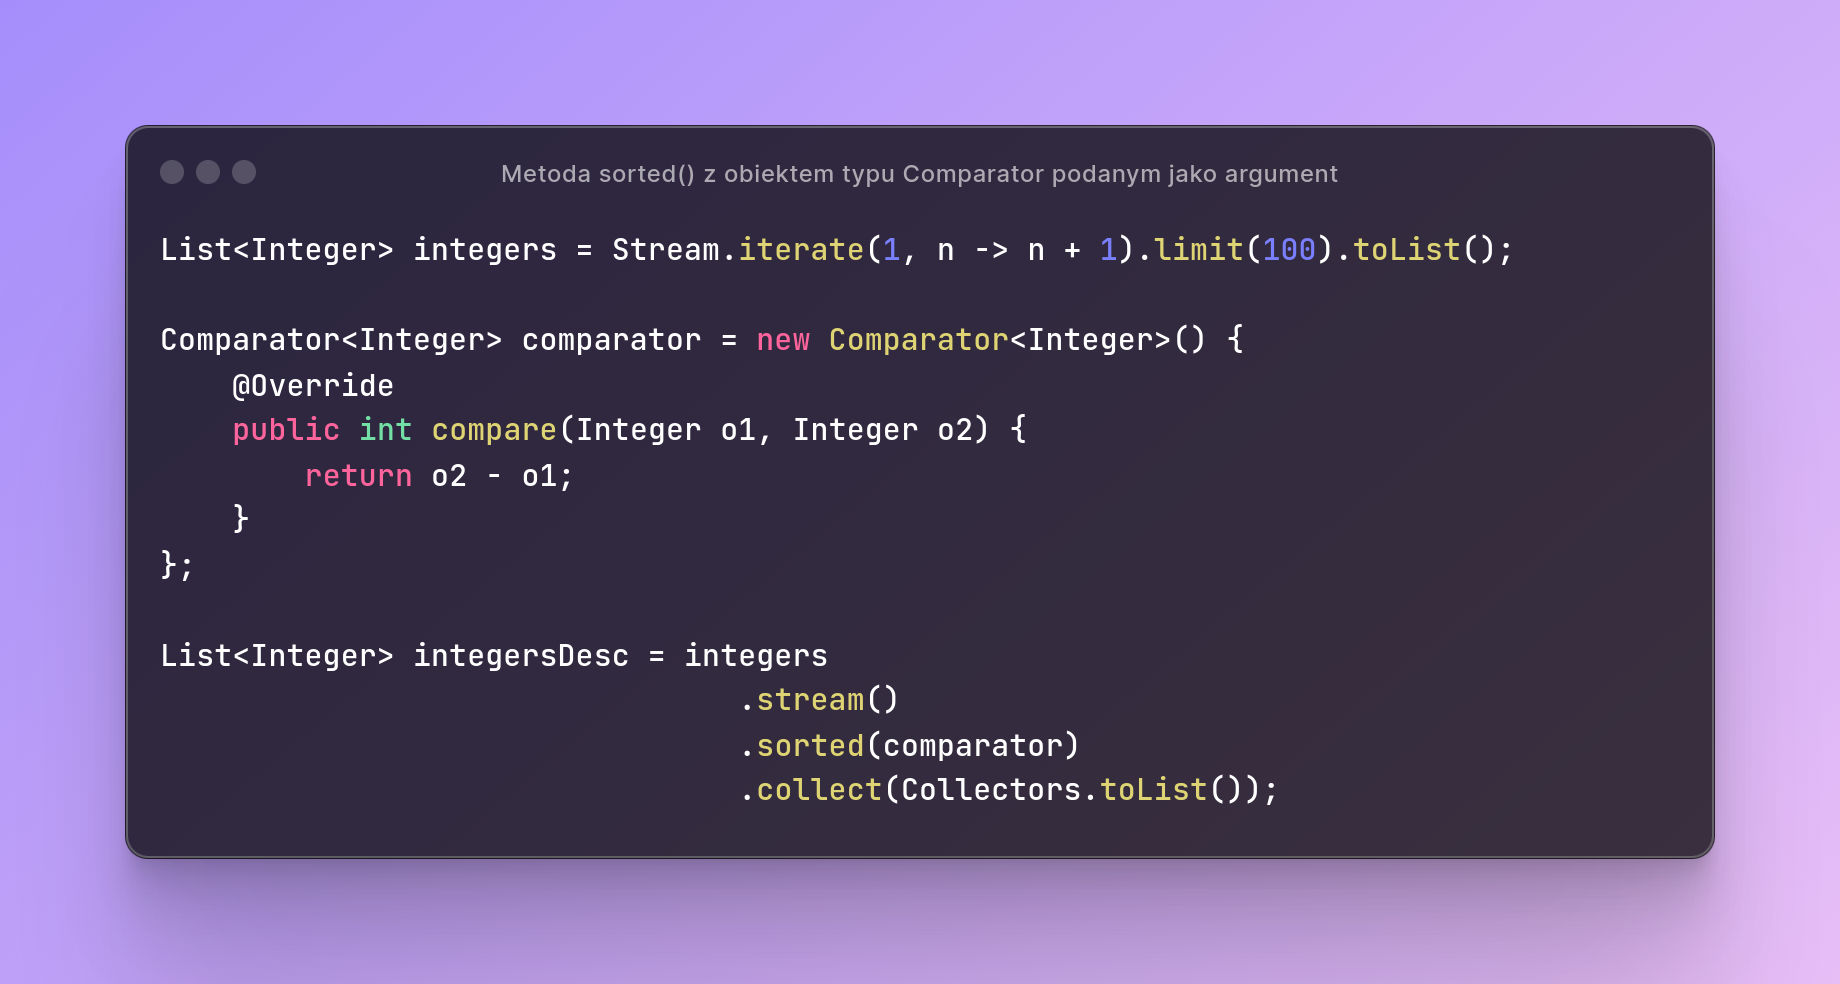 Metoda sorted() z obiektem typu Comparator podanym jako argument
List<Integer> integers = Stream.iterate(1, n -> n + 1).limit(100).toList();
Comparator<Integer> comparator = new Comparator<Integer>() {
    @Override
    public int compare(Integer o1, Integer o2) {
        return o2 - o1;
    }
};
List<Integer> integersDesc = integers
                                .stream()
                                .sorted(comparator)
                                .collect(Collectors.toList());